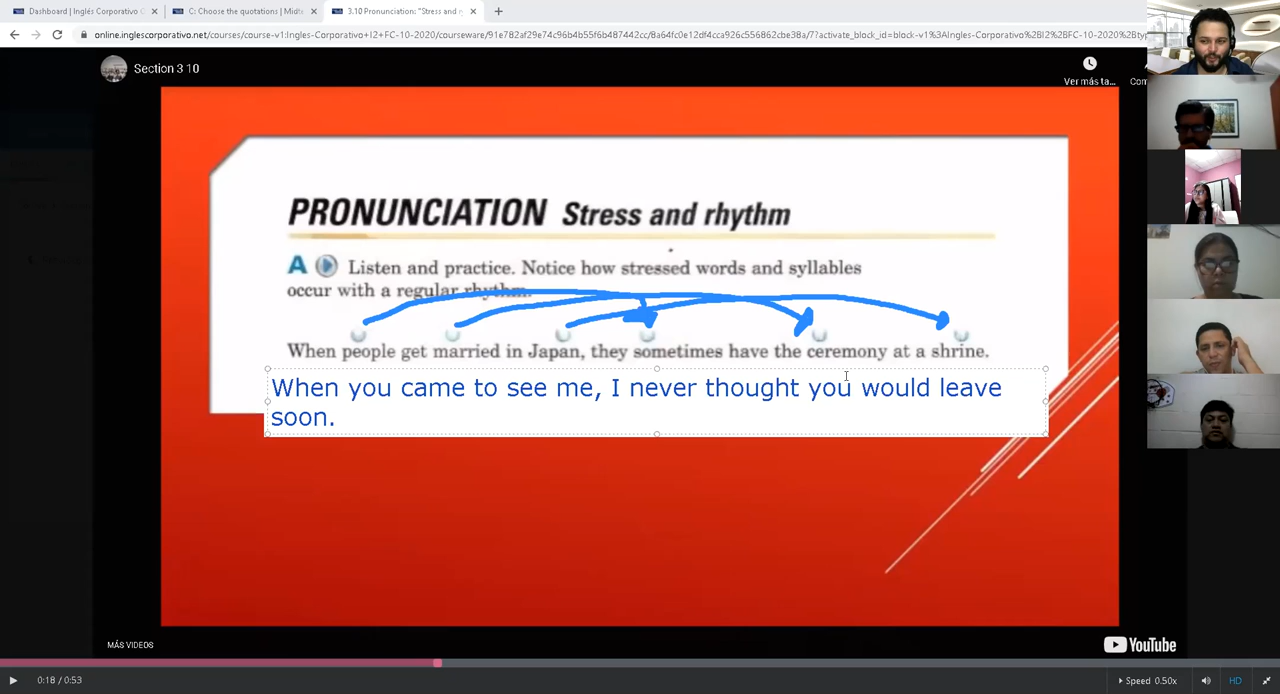 Dashboard | Inglés Corporativo
C: Choose the quotations | Midt
3.10 Pronunciation: "Stress and
online.inglescorporativo.net/courses/course-v1:Ingles-Corporativo+I2+FC-10-2020/courseware/91e782af29e74c96b4b55f6b487442cc/8a64fc0e12df4cca926c556862cbe38a/7?activate_block_id=block-v1%3AIngles-Corporativo%2BI2%2BFC-10-2020%2Btyp
Section 3 10
Ver más ta...
PRONUNCIATION Stress and rhythm
A Listen and practice. Notice how stressed words and syllables
occur with a regular rhythm.
When people get married in Japan, they sometimes have the ceremony at a shrine.
When you came to see me, I never thought you would leave
soon.
MÁS VIDEOS
YouTube
0:18 / 0:53
Speed 0.50x
HD